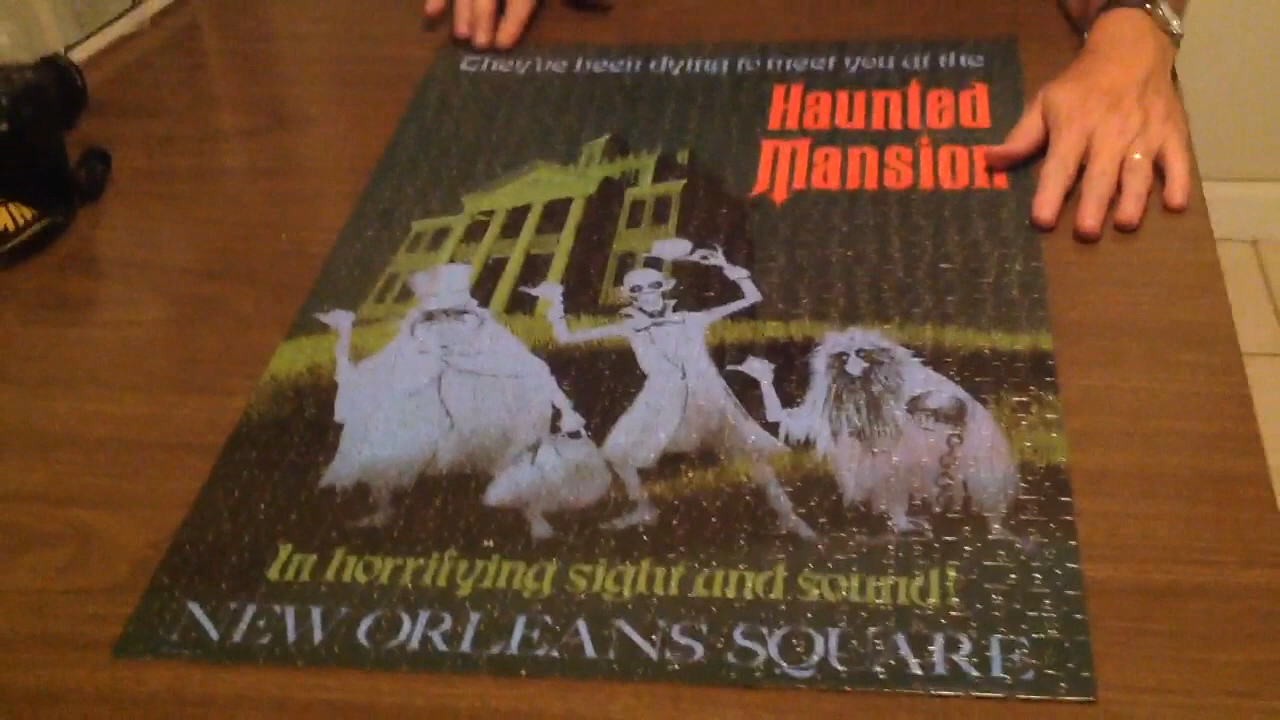 They've been dying to meet you at the
Haunted
Mansion.
In horrifying sight and sound!
NEW ORLEANS SQUARE